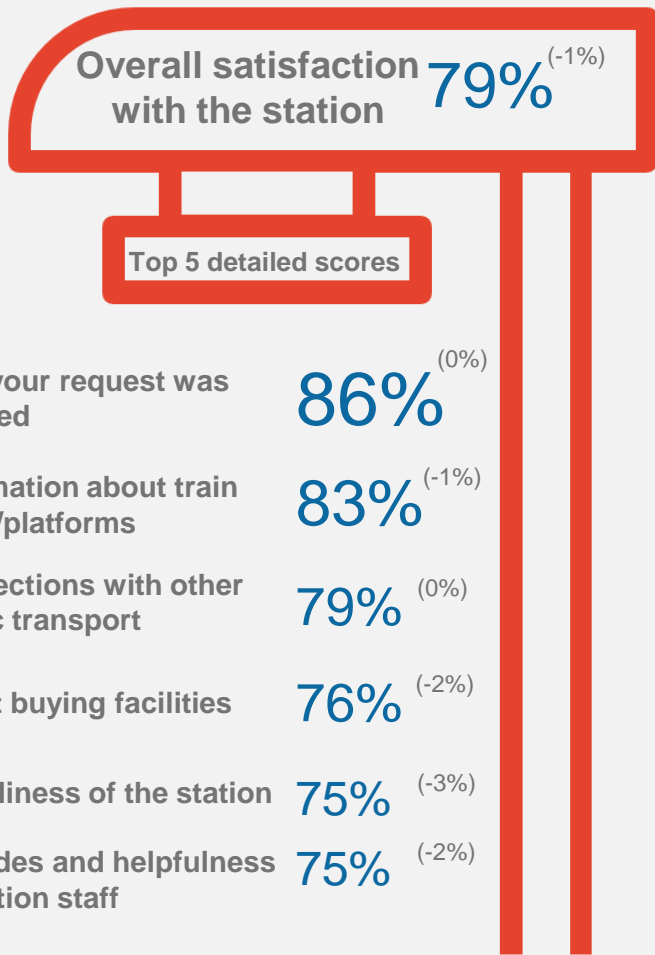 Overall satisfaction 79% (-1%)
with the station
Top 5 detailed scores
your request was 86% (0%)
ed
mation about train 83% (-1%)
/platforms
ections with other 79% (0%)
c transport
t buying facilities 76% (-2%)
liness of the station 75% (-3%)
des and helpfulness 75% (-2%)
tion staff